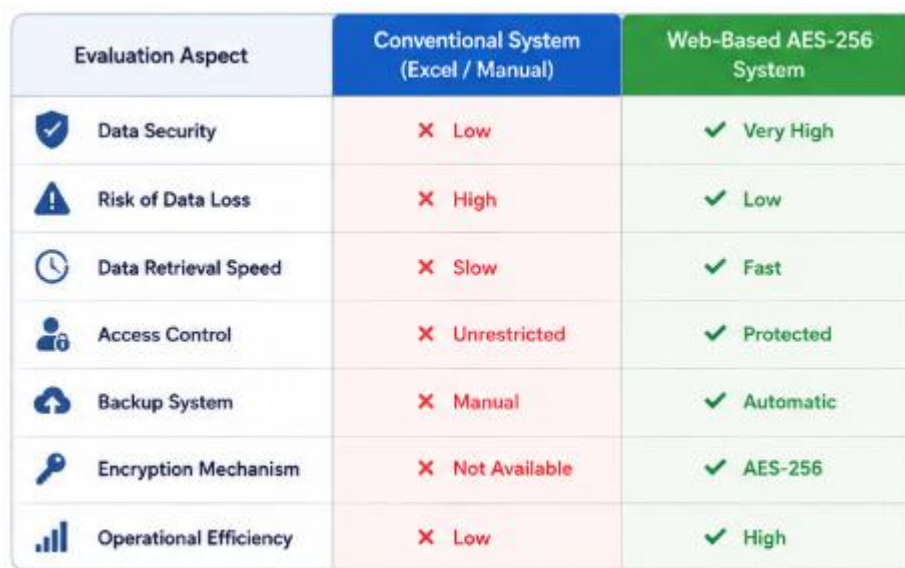 Evaluation Aspect
Conventional System
(Excel / Manual)
Web-Based AES-256
System
Data Security
Low
Very High
Risk of Data Loss
High
Low
Data Retrieval Speed
Slow
Fast
Access Control
Unrestricted
Protected
Backup System
Manual
Automatic
Encryption Mechanism
Not Available
AES-256
Operational Efficiency
Low
High